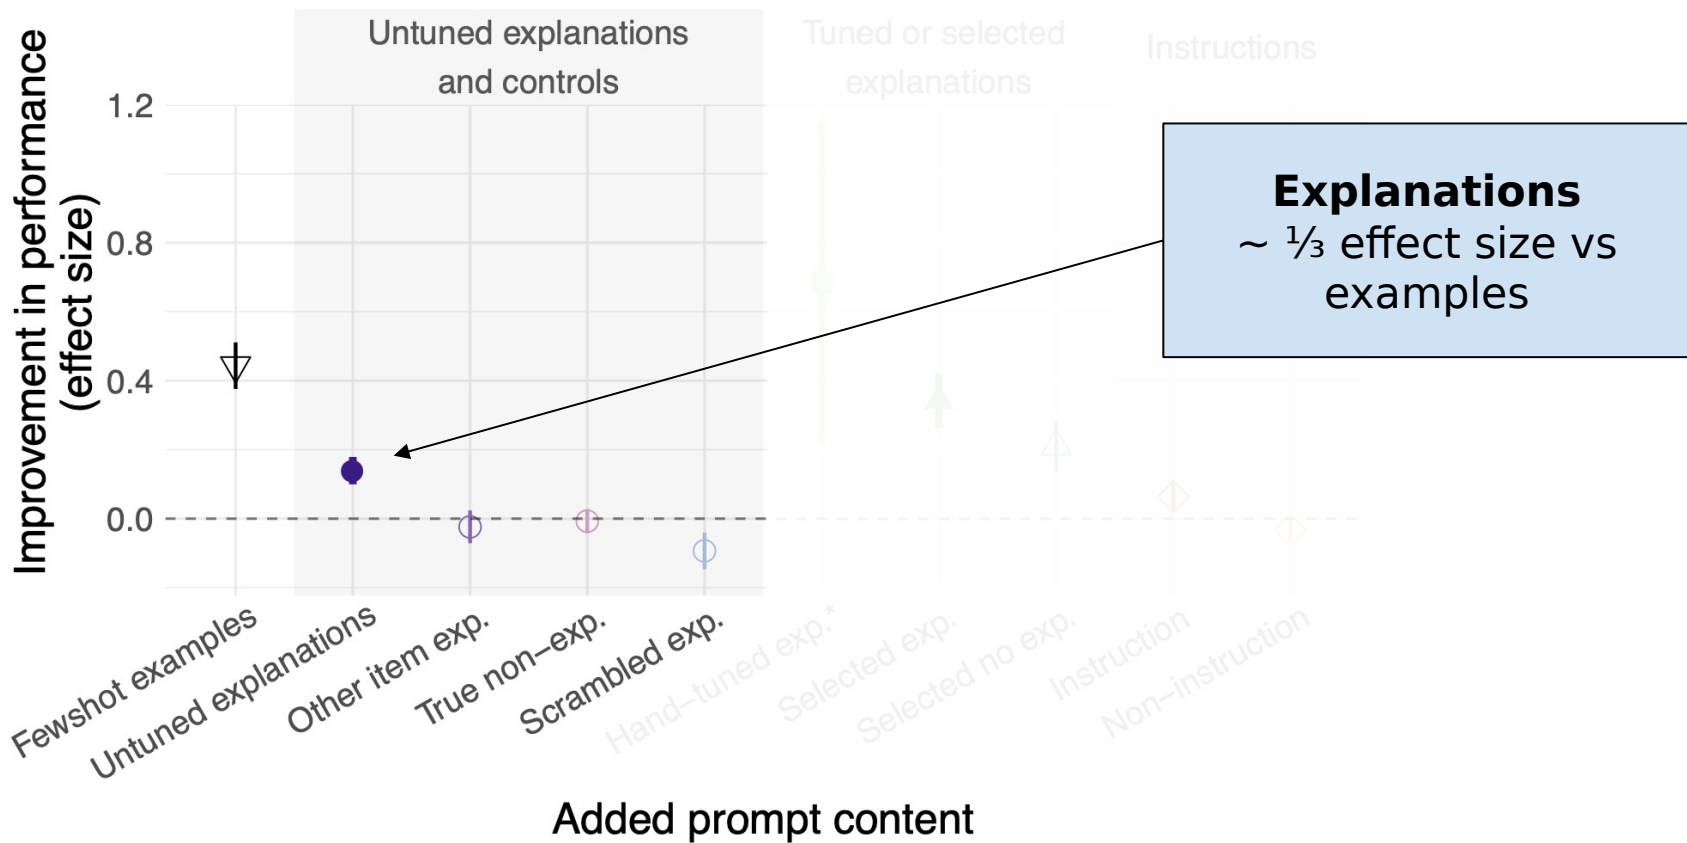 Untuned explanations
and controls
Tuned or selected
explanations
Instructions
Improvement in performance
(effect size)
1.2
0.8
0.4
0.0
Explanations
~ ⅓ effect size vs
examples
Fewshot examples
Untuned explanations
Other item exp.
True non−exp.
Scrambled exp.
Hand−tuned exp.*
Selected exp.
Selected no exp.
Instruction
Non−instruction
Added prompt content